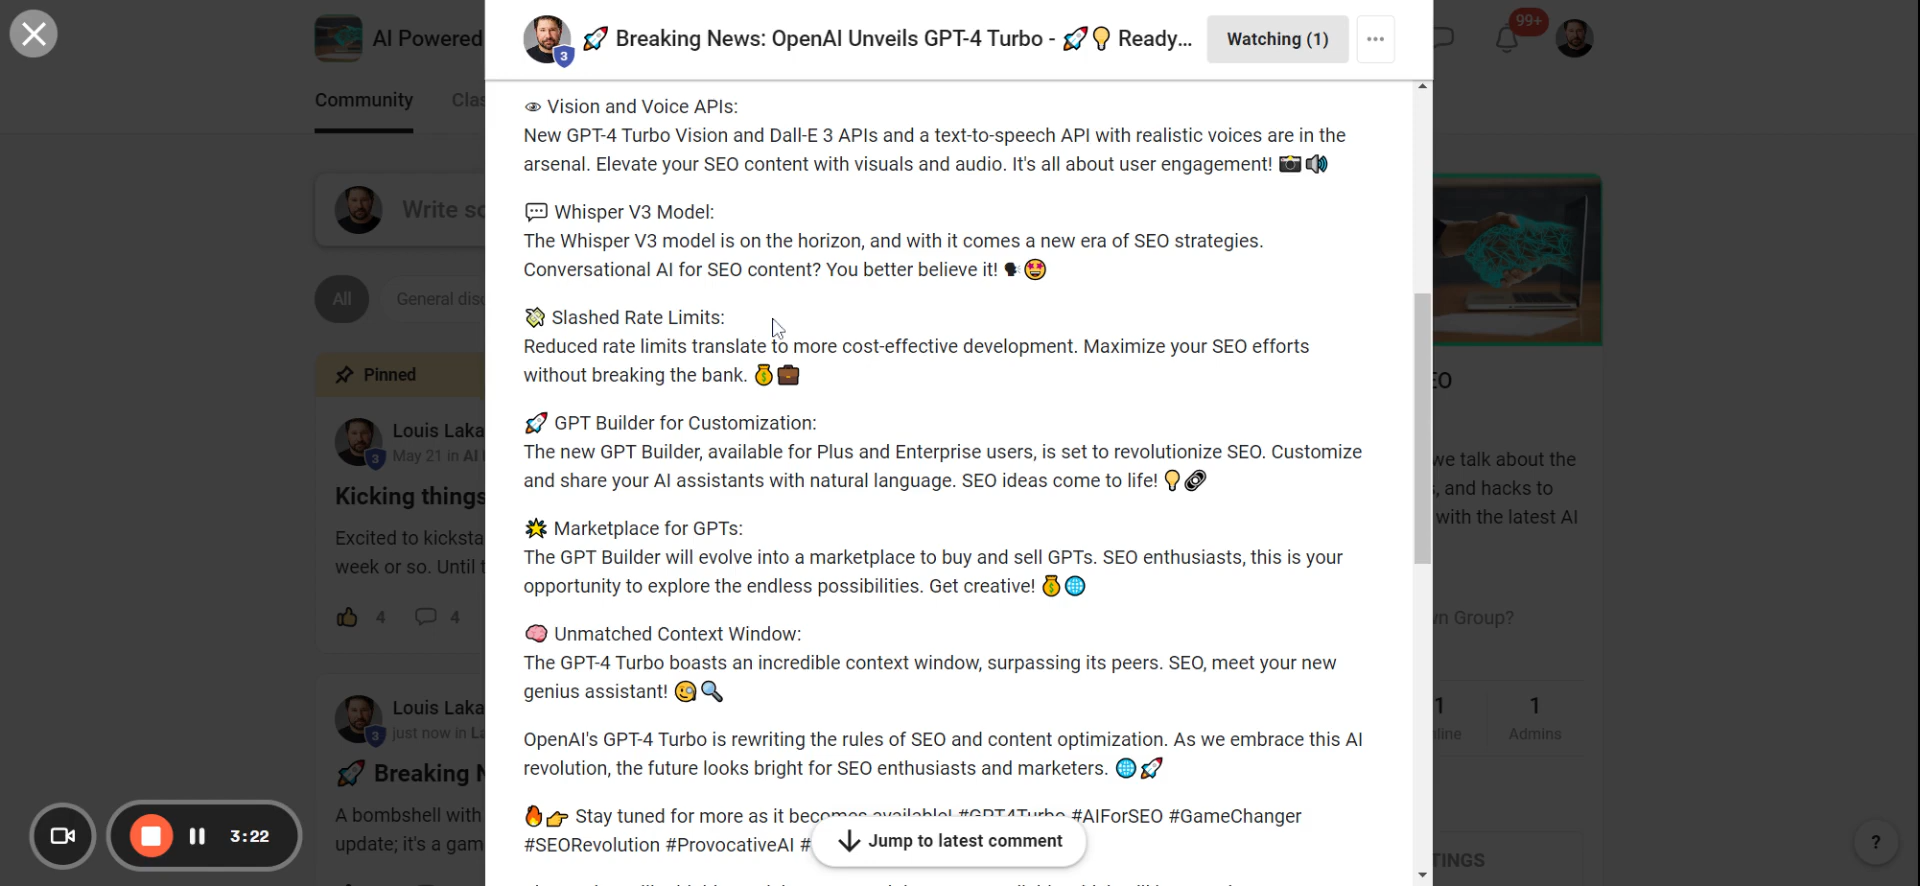 AI Powered
🚀 Breaking News: OpenAI Unveils GPT-4 Turbo - 🚀💡 Ready...
Watching (1)
99+
3
Community
Clas
👁 Vision and Voice APIs:
New GPT-4 Turbo Vision and Dall-E 3 APIs and a text-to-speech API with realistic voices are in the
arsenal. Elevate your SEO content with visuals and audio. It's all about user engagement! 📷🔊
💬 Whisper V3 Model:
The Whisper V3 model is on the horizon, and with it comes a new era of SEO strategies.
Conversational AI for SEO content? You better believe it! 🗣🤩
💸 Slashed Rate Limits:
Reduced rate limits translate to more cost-effective development. Maximize your SEO efforts
without breaking the bank. 💰💼
🚀 GPT Builder for Customization:
The new GPT Builder, available for Plus and Enterprise users, is set to revolutionize SEO. Customize
and share your AI assistants with natural language. SEO ideas come to life! 💡🔗
🌟 Marketplace for GPTs:
The GPT Builder will evolve into a marketplace to buy and sell GPTs. SEO enthusiasts, this is your
opportunity to explore the endless possibilities. Get creative! 💰🌐
🧠 Unmatched Context Window:
The GPT-4 Turbo boasts an incredible context window, surpassing its peers. SEO, meet your new
genius assistant! 🧐🔍
OpenAI's GPT-4 Turbo is rewriting the rules of SEO and content optimization. As we embrace this AI
revolution, the future looks bright for SEO enthusiasts and marketers. 🌐🚀
🔥👉 Stay tuned for more as it becomes available! #GPT4Turbo #AIForSEO #GameChanger
#SEORevolution #ProvocativeAI #
Jump to latest comment
Write so
All
General disc
Pinned
Louis Laka
3
May 21 in AI
Kicking things
Excited to kicksta
week or so. Until t
4
4
Louis Laka
3
just now in La
🚀 Breaking N
A bombshell with
update; it's a gam
3:22
EO
we talk about the
, and hacks to
with the latest AI
wn Group?
1
1
line
Admins
TINGS
?